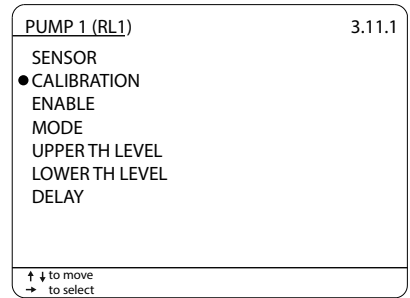 PUMP 1 (RL1) 3.11.1
SENSOR
CALIBRATION
ENABLE
MODE
UPPER TH LEVEL
LOWER TH LEVEL
DELAY
↑ ↓ to move
→ to select